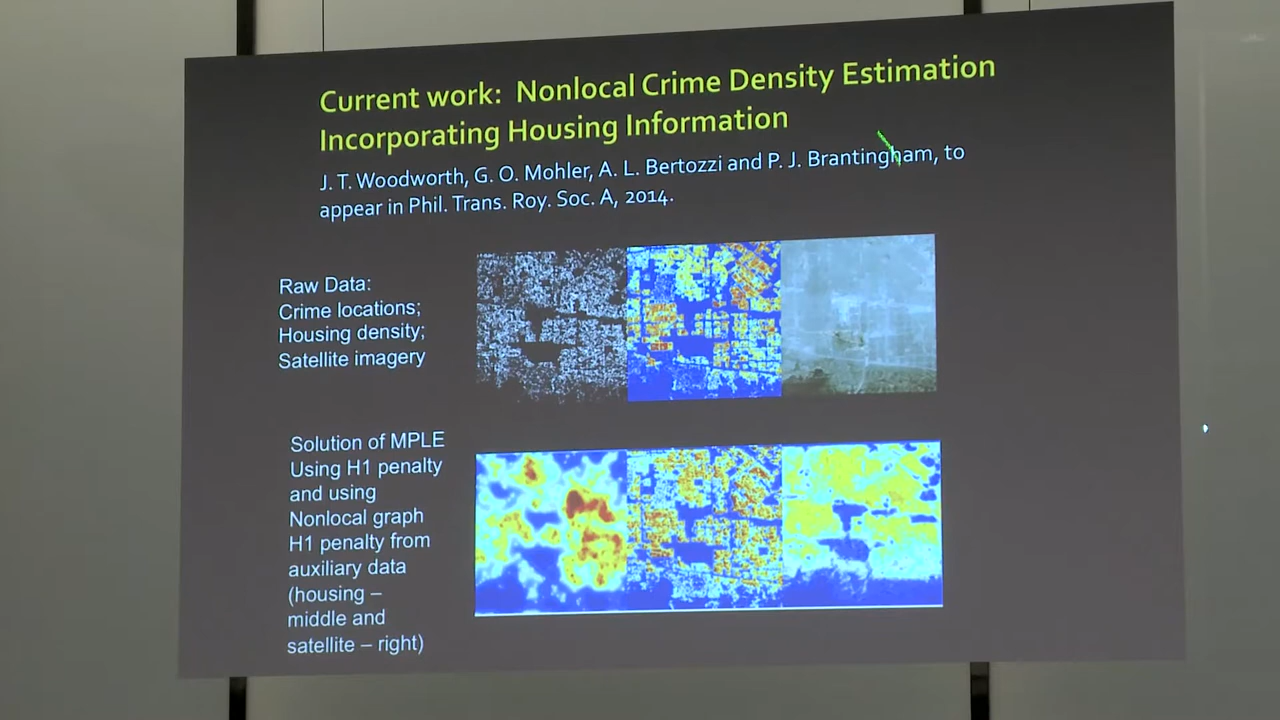 Current work: Nonlocal Crime Density Estimation
Incorporating Housing Information
J. T. Woodworth, G. O. Mohler, A. L. Bertozzi and P. J. Brantingham, to
appear in Phil. Trans. Roy. Soc. A, 2014.
Raw Data:
Crime locations;
Housing density;
Satellite imagery
Solution of MPLE
Using H1 penalty
and using
Nonlocal graph
H1 penalty from
auxiliary data
(housing –
middle and
satellite – right)